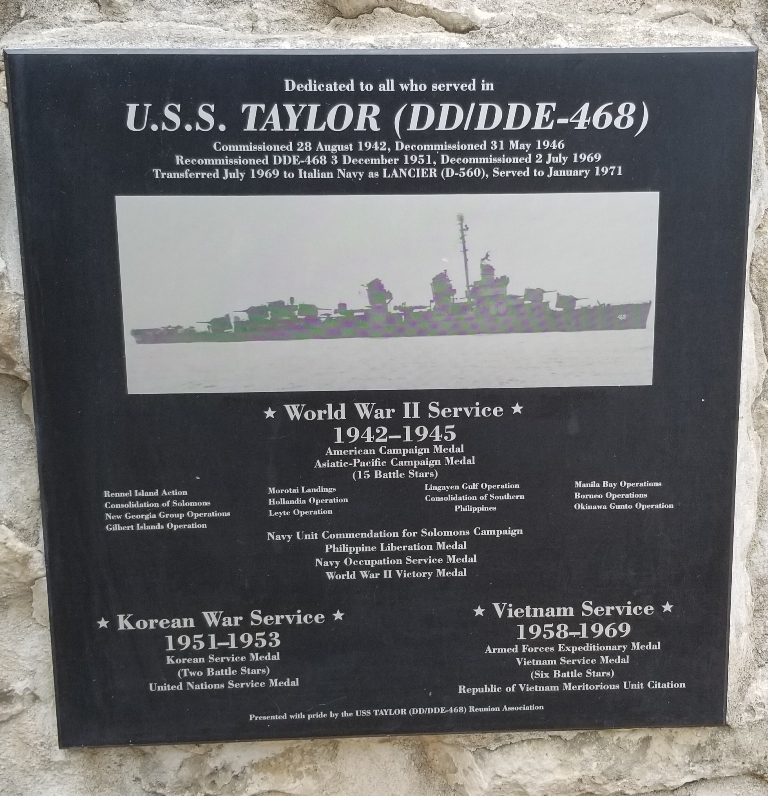 Dedicated to all who served in
U.S.S. TAYLOR (DD/DDE-468)
Commissioned 28 August 1942, Decommissioned 31 May 1946
Recommissioned DDE-468 3 December 1951, Decommissioned 2 July 1969
Transferred July 1969 to Italian Navy as LANCIER (D-560), Served to January 1971
★ World War II Service ★
1942–1945
American Campaign Medal
Asiatic-Pacific Campaign Medal
(15 Battle Stars)
Rennel Island Action
Consolidation of Solomons
New Georgia Group Operations
Gilbert Islands Operation
Morotai Landings
Hollandia Operation
Leyte Operation
Lingayen Gulf Operation
Consolidation of Southern
Philippines
Manila Bay Operations
Borneo Operations
Okinawa Gunto Operation
Navy Unit Commendation for Solomons Campaign
Philippine Liberation Medal
Navy Occupation Service Medal
World War II Victory Medal
★ Korean War Service ★
1951–1953
Korean Service Medal
(Two Battle Stars)
United Nations Service Medal
★ Vietnam Service ★
1958–1969
Armed Forces Expeditionary Medal
Vietnam Service Medal
(Six Battle Stars)
Republic of Vietnam Meritorious Unit Citation
Presented with pride by the USS TAYLOR (DD/DDE-468) Reunion Association